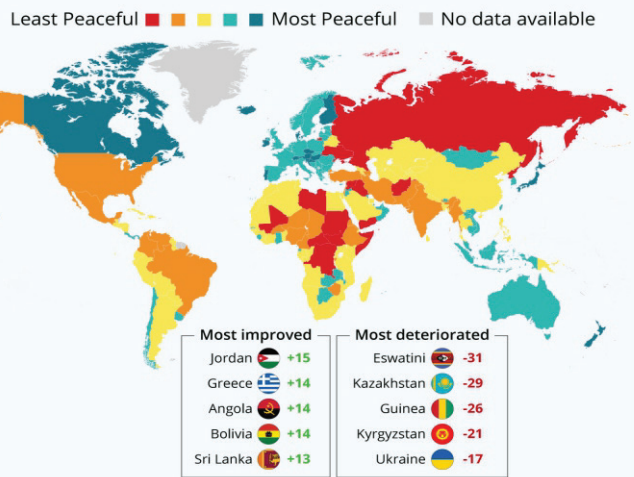 Least Peaceful Most Peaceful No data available
Most improved
Jordan +15
Greece +14
Angola +14
Bolivia +14
Sri Lanka +13
Most deteriorated
Eswatini -31
Kazakhstan -29
Guinea -26
Kyrgyzstan -21
Ukraine -17